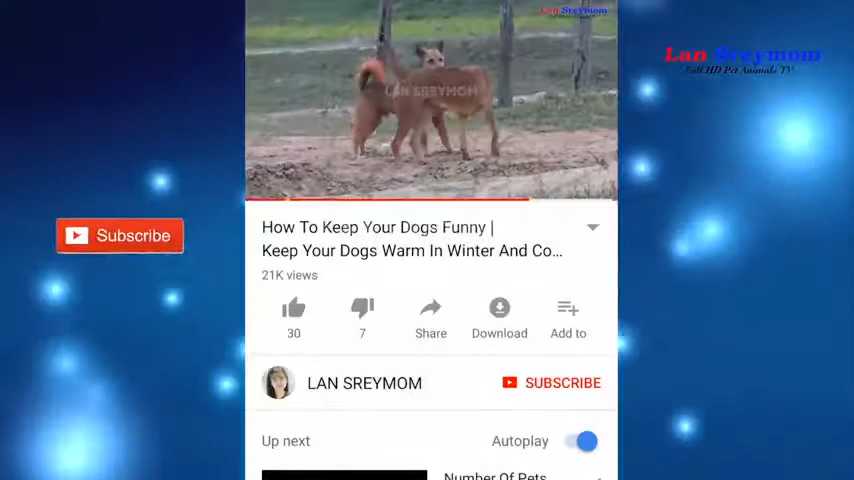 Lan Sreymom
Lan Sreymom
Full HD Pet Animals TV
LAN SREYMOM
Subscribe
How To Keep Your Dogs Funny |
Keep Your Dogs Warm In Winter And Co...
21K views
30
7
Share
Download
Add to
LAN SREYMOM
SUBSCRIBE
Up next
Autoplay
Number Of Pets